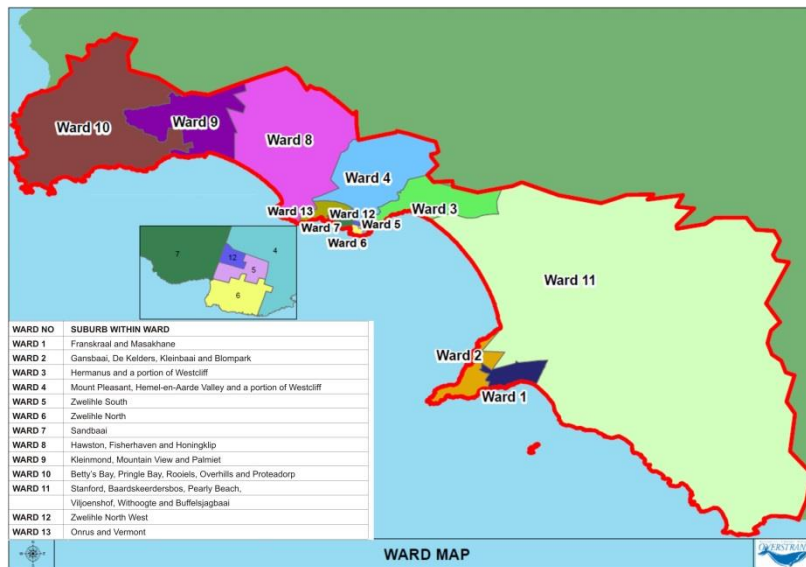 Ward 10
Ward 9
Ward 8
Ward 4
Ward 13
Ward 12
Ward 3
Ward 7
Ward 5
Ward 6
Ward 11
Ward 2
Ward 1
7
4
12
5
6
WARD NO SUBURB WITHIN WARD
WARD 1 Franskraal and Masakhane
WARD 2 Gansbaai, De Kelders, Kleinbaai and Blompark
WARD 3 Hermanus and a portion of Westcliff
WARD 4 Mount Pleasant, Hemel-en-Aarde Valley and a portion of Westcliff
WARD 5 Zwelihle South
WARD 6 Zwelihle North
WARD 7 Sandbaai
WARD 8 Hawston, Fisherhaven and Honingklip
WARD 9 Kleinmond, Mountain View and Palmiet
WARD 10 Betty's Bay, Pringle Bay, Rooiels, Overhills and Proteadorp
WARD 11 Stanford, Baardskeerdersbos, Pearly Beach,
Viljoenshof, Withoogte and Buffelsjagbaai
WARD 12 Zwelihle North West
WARD 13 Onrus and Vermont
WARD MAP